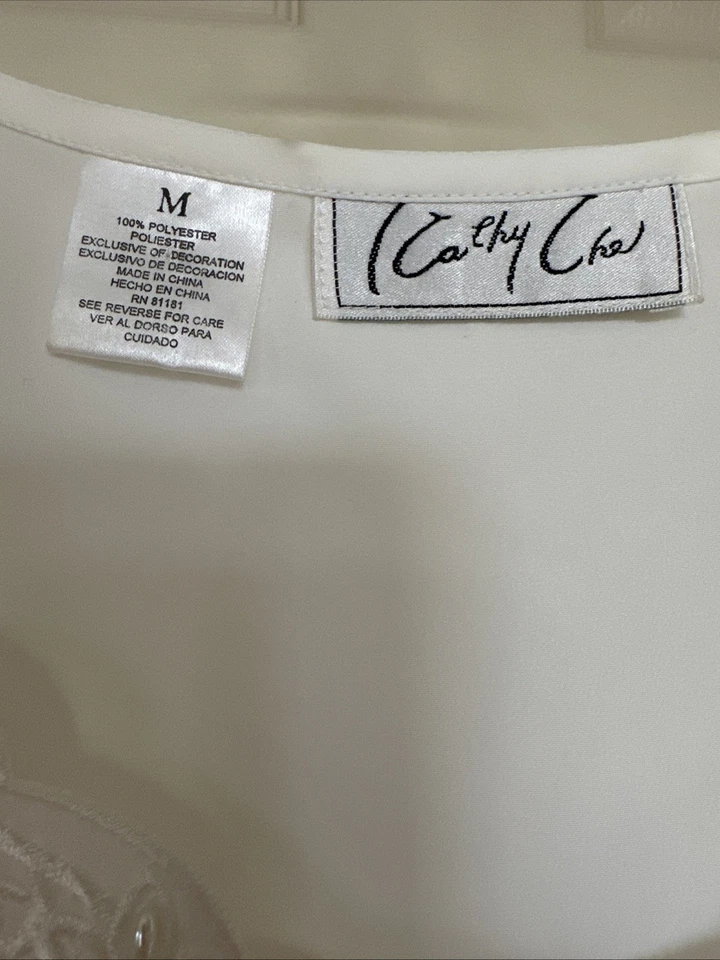 M
100% POLYESTER
POLIESTER
EXCLUSIVE OF DECORATION
EXCLUSIVO DE DECORACION
MADE IN CHINA
HECHO EN CHINA
RN 81181
SEE REVERSE FOR CARE
VER AL DORSO PARA
CUIDADO
Kathy Che